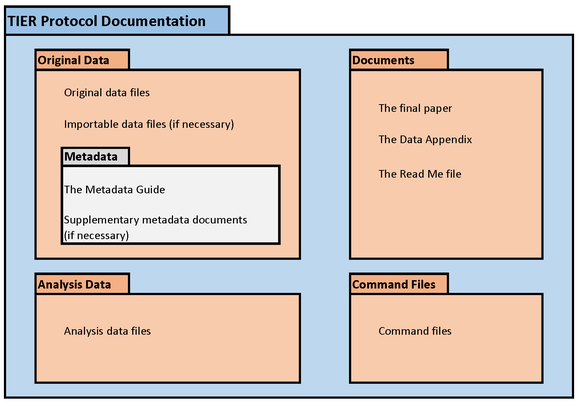 TIER Protocol Documentation
Original Data
Original data files
Importable data files (if necessary)
Metadata
The Metadata Guide
Supplementary metadata documents
(if necessary)
Documents
The final paper
The Data Appendix
The Read Me file
Analysis Data
Analysis data files
Command Files
Command files